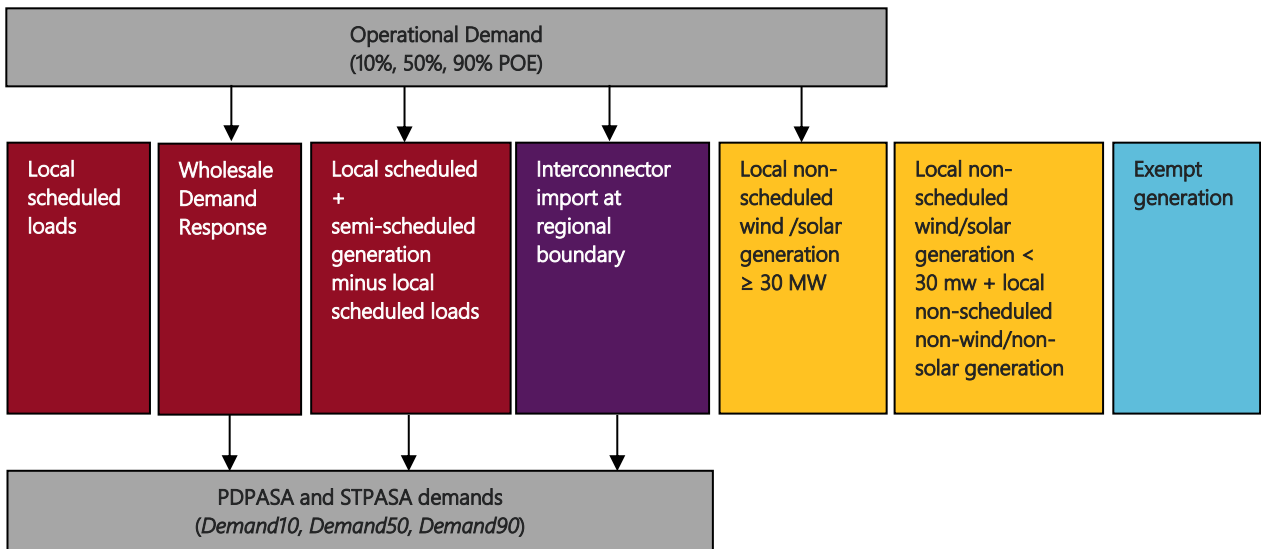 Operational Demand
(10%, 50%, 90% POE)
Local
scheduled
loads
Wholesale
Demand
Response
Local scheduled
+
semi-scheduled
generation
minus local
scheduled loads
Interconnector
import at
regional
boundary
Local non-
scheduled
wind /solar
generation
≥ 30 MW
Local non-
scheduled
wind/solar
generation <
30 mw + local
non-scheduled
non-wind/non-
solar generation
Exempt
generation
PDPASA and STPASA demands
(Demand10, Demand50, Demand90)